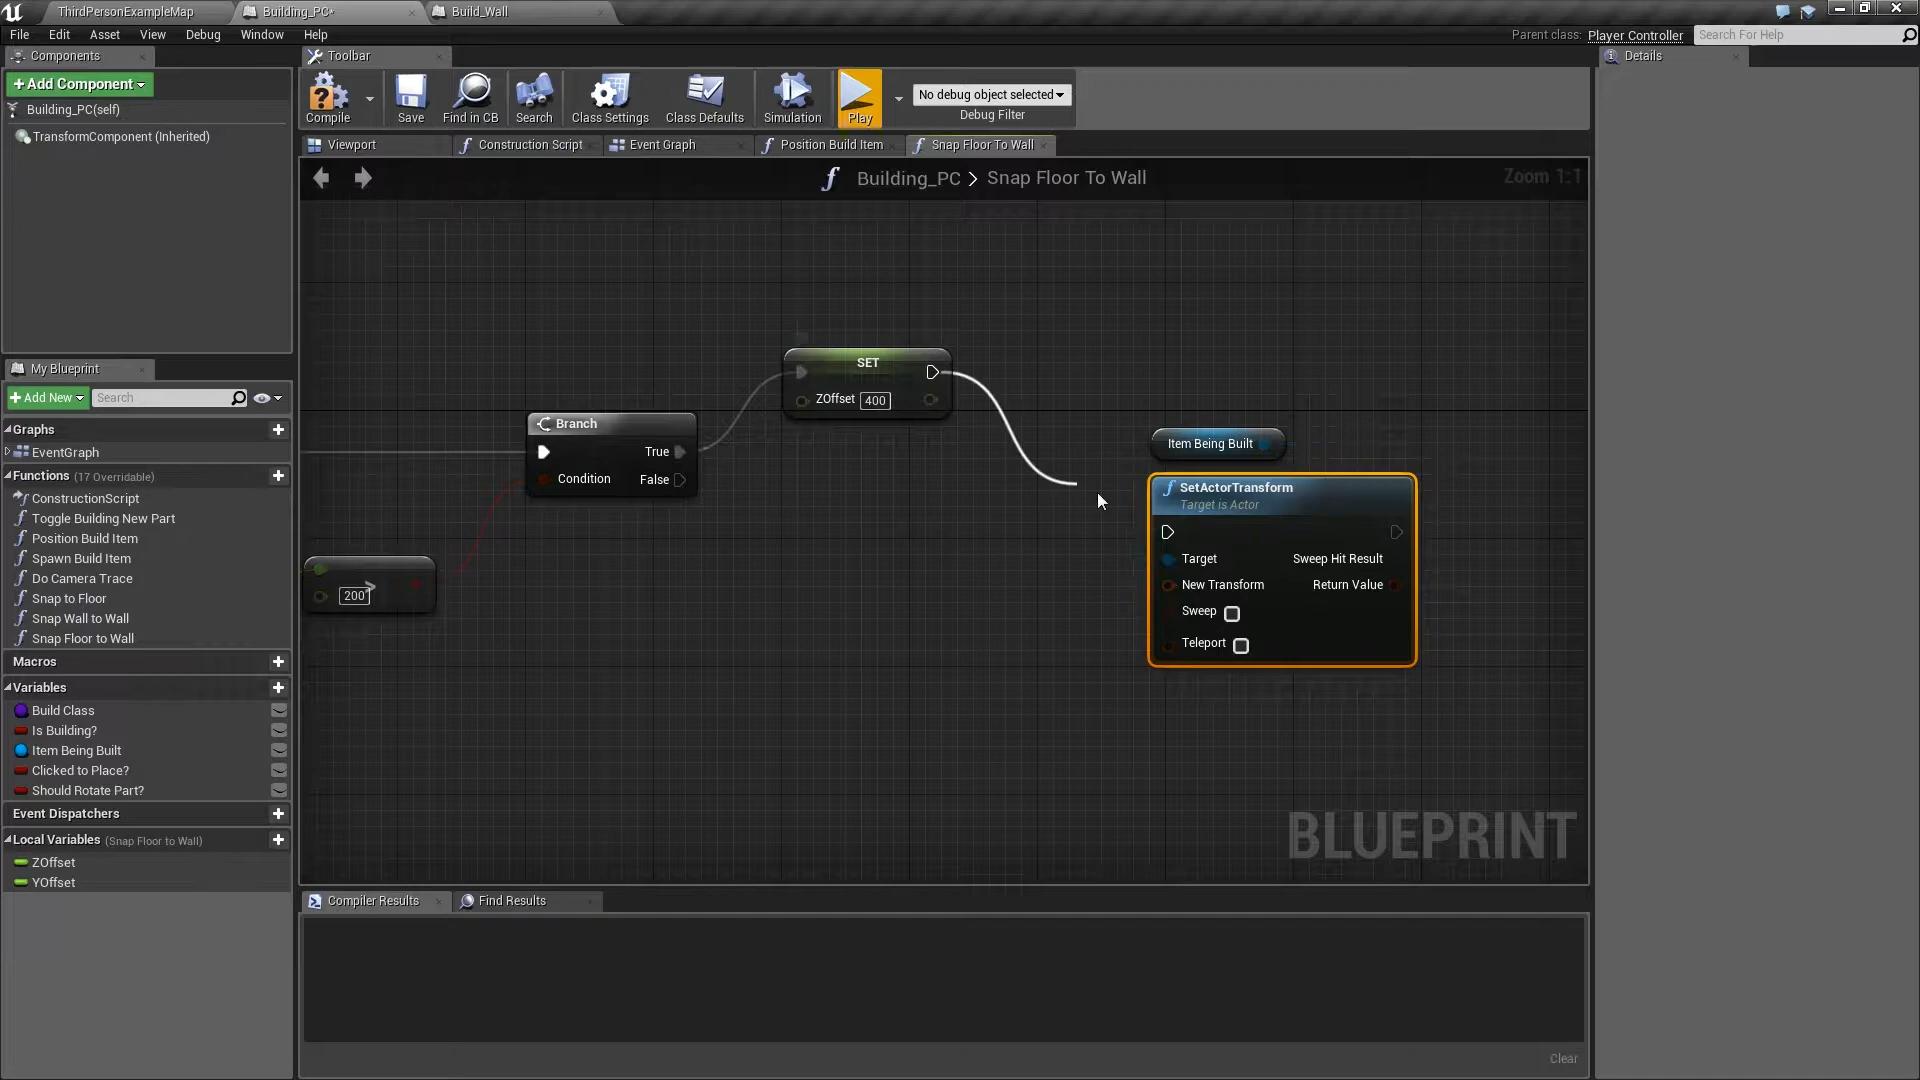 ThirdPersonExampleMap
Building_PC*
Build_Wall
File Edit Asset View Debug Window Help
Parent class: Player Controller
Search For Help
Components
Toolbar
Details
+ Add Component
Building_PC(self)
TransformComponent (Inherited)
Compile
Save
Find in CB
Search
Class Settings
Class Defaults
Simulation
Play
No debug object selected
Debug Filter
Viewport
Construction Script
Event Graph
Position Build Item
Snap Floor To Wall
Building_PC > Snap Floor To Wall
Zoom 1:1
My Blueprint
+ Add New
Search
Graphs
EventGraph
Functions (17 Overridable)
ConstructionScript
Toggle Building New Part
Position Build Item
Spawn Build Item
Do Camera Trace
Snap to Floor
Snap Wall to Wall
Snap Floor to Wall
Macros
Variables
Build Class
Is Building?
Item Being Built
Clicked to Place?
Should Rotate Part?
Event Dispatchers
Local Variables (Snap Floor to Wall)
ZOffset
YOffset
SET
ZOffset 400
Branch
True
Condition
False
>
200
Item Being Built
SetActorTransform
Target is Actor
Target
Sweep Hit Result
New Transform
Return Value
Sweep
Teleport
BLUEPRINT
Compiler Results
Find Results
Clear